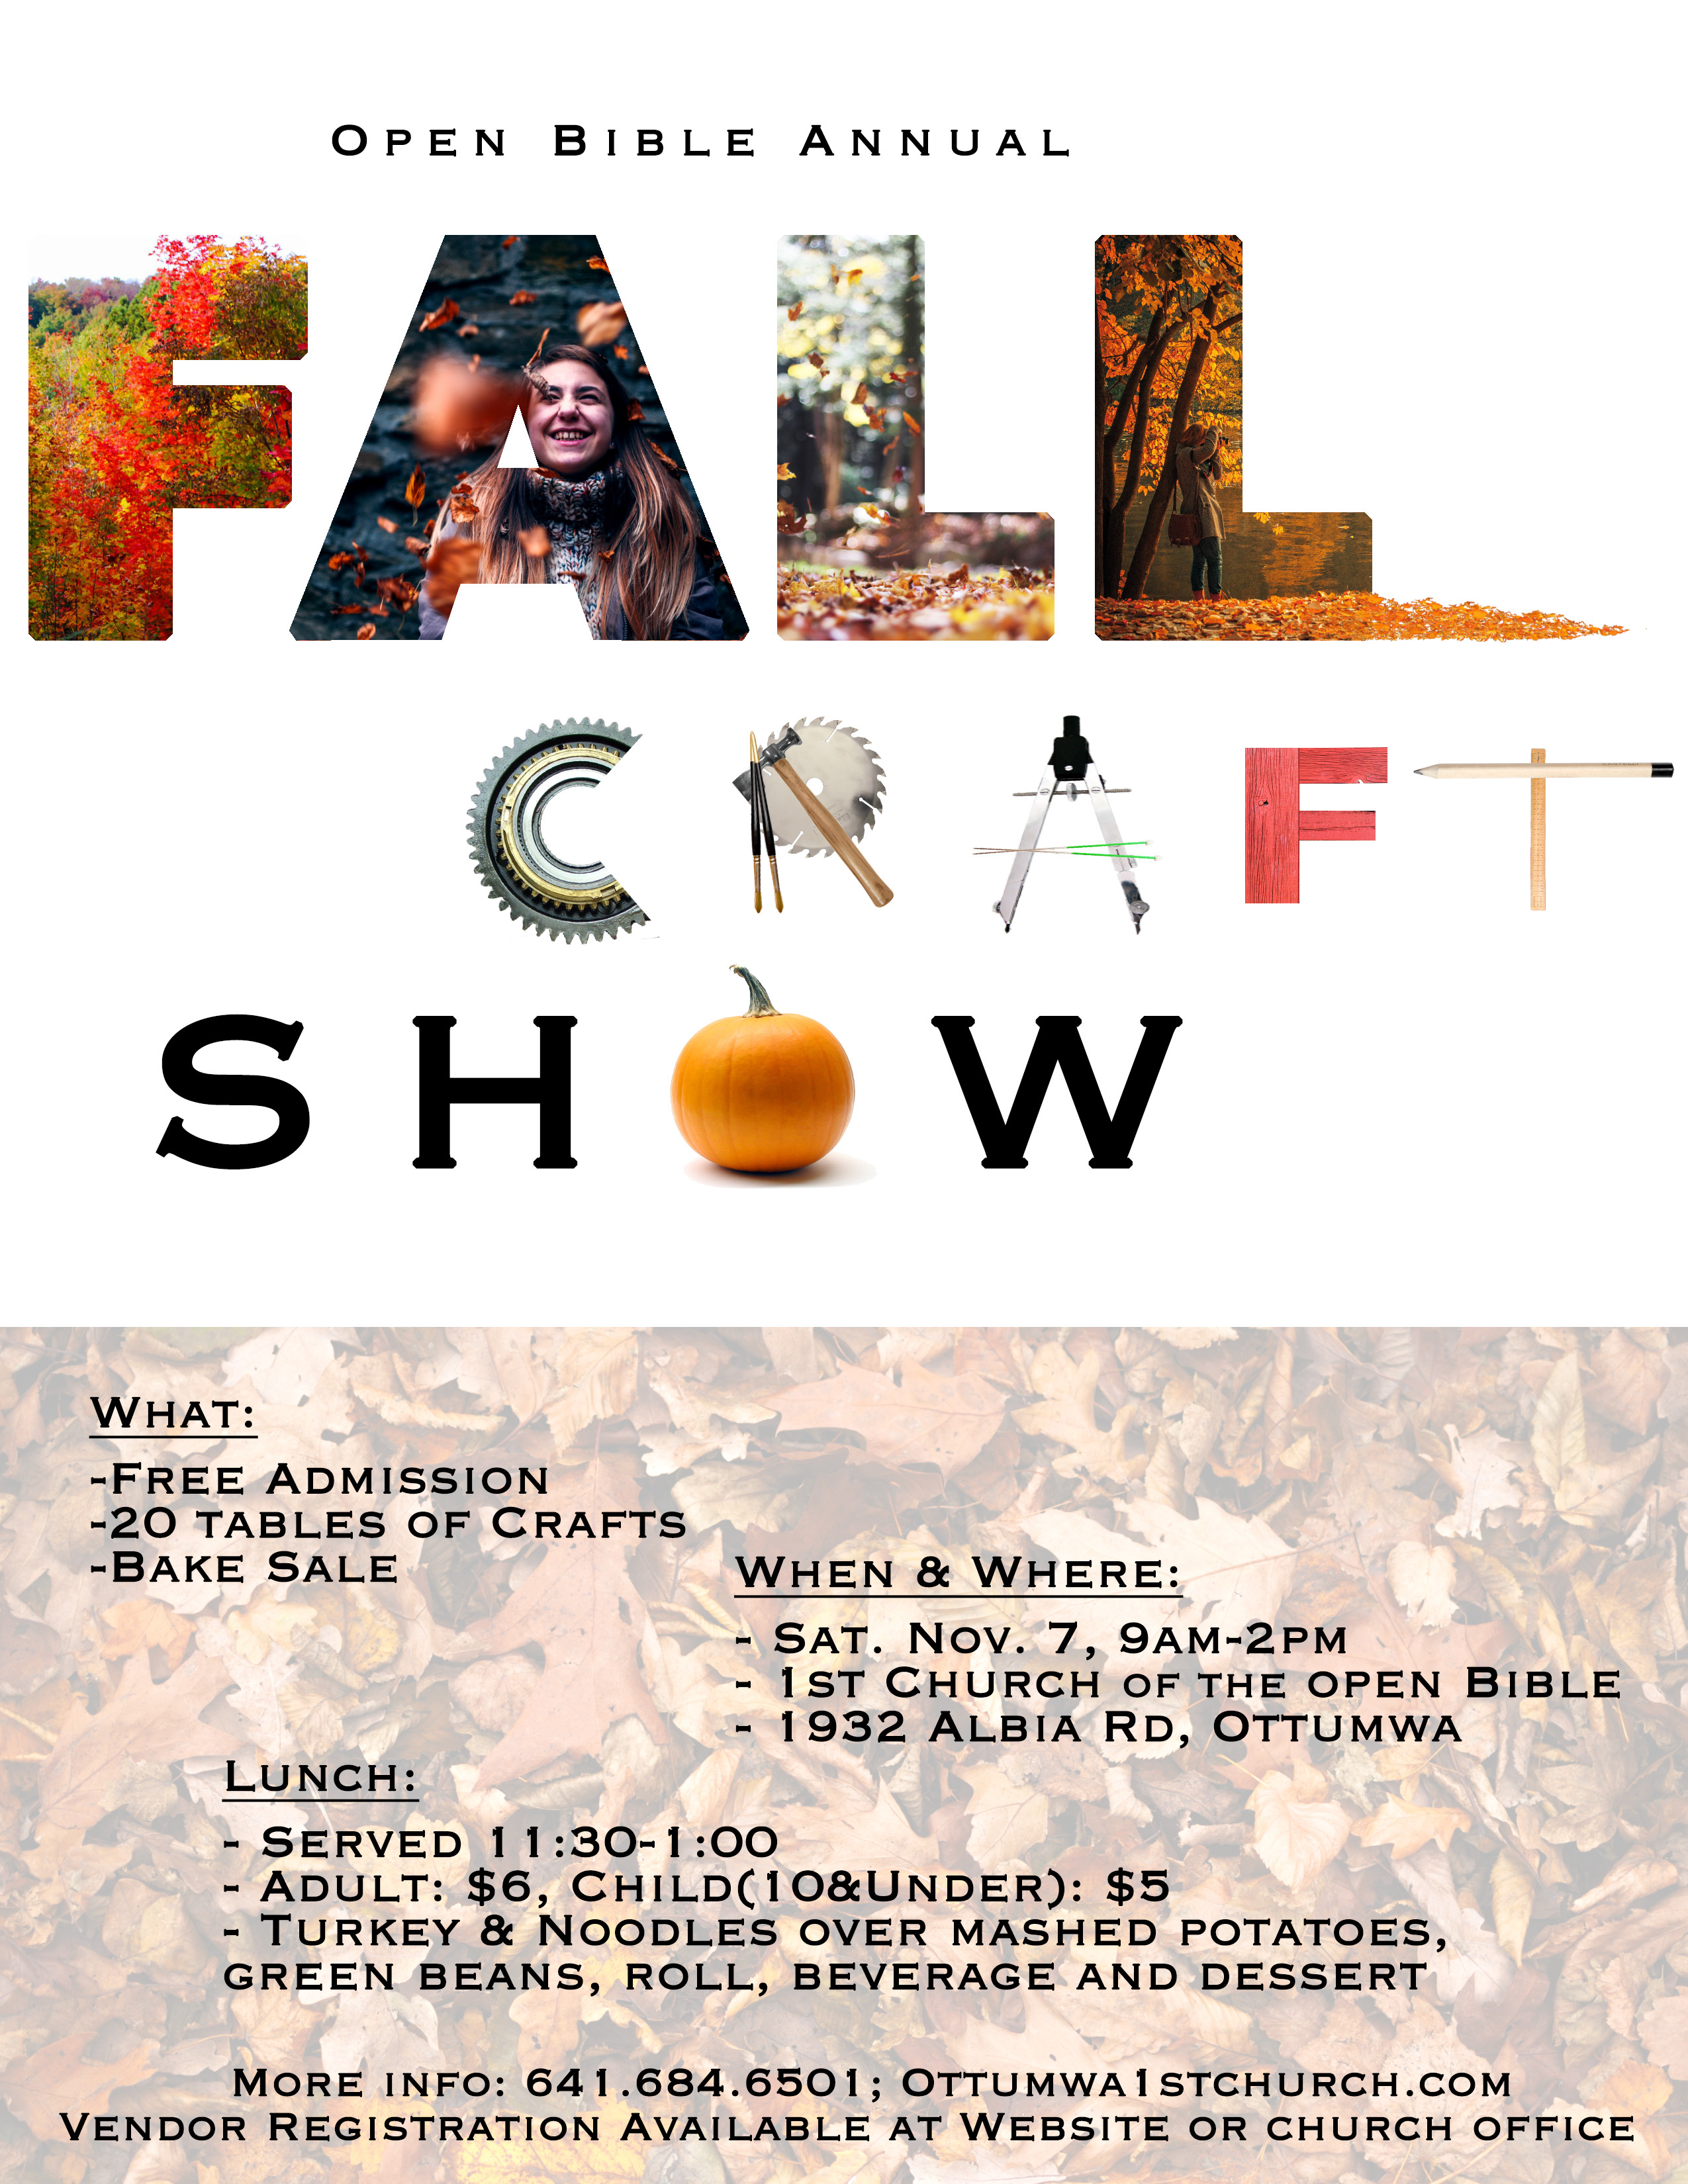 Open Bible Annual
FALL
CRAFT
SHOW
What:
-Free Admission
-20 tables of Crafts
-Bake Sale
When & Where:
- Sat. Nov. 7, 9am-2pm
- 1st Church of the open Bible
- 1932 Albia Rd, Ottumwa
Lunch:
- Served 11:30-1:00
- Adult: $6, Child(10&Under): $5
- Turkey & Noodles over mashed potatoes,
green beans, roll, beverage and dessert
More info: 641.684.6501; Ottumwa1stchurch.com
Vendor Registration Available at Website or church office